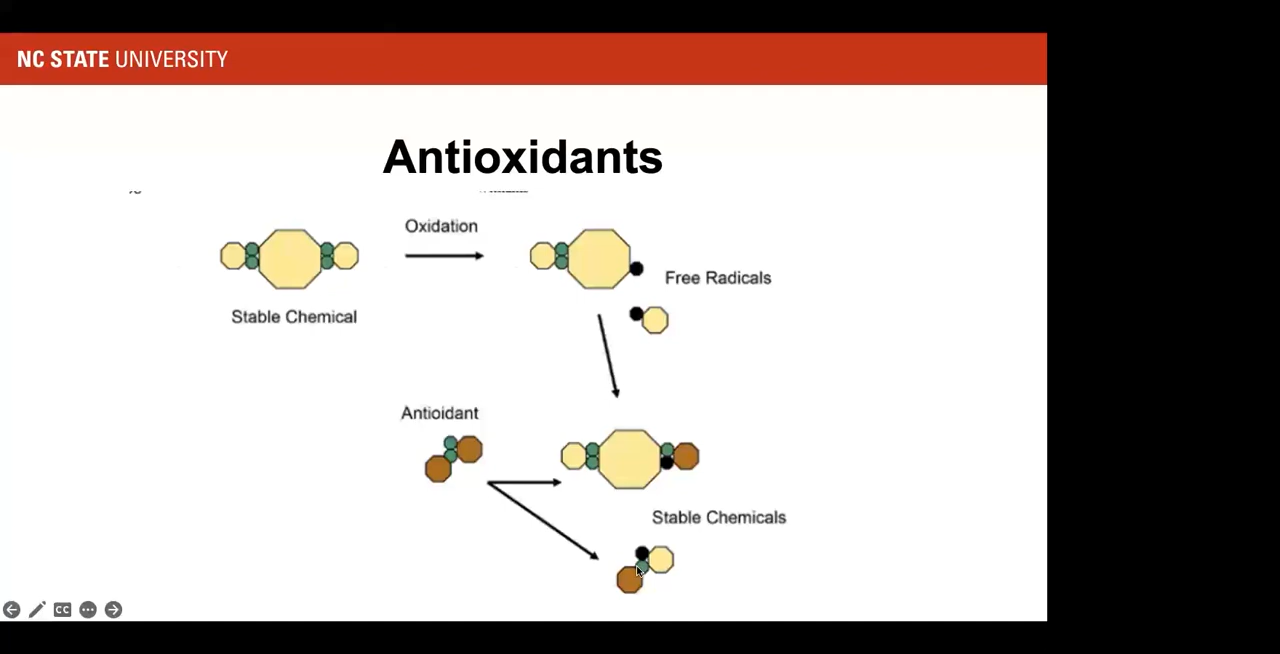 NC STATE UNIVERSITY
Antioxidants
Oxidation
Free Radicals
Stable Chemical
Antioidant
Stable Chemicals
CC